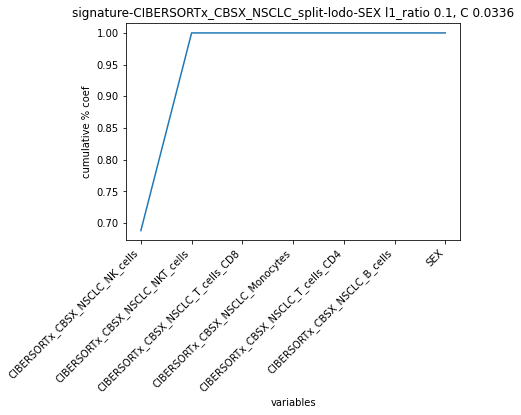 signature-CIBERSORTx_CBSX_NSCLC_split-lodo-SEX l1_ratio 0.1, C 0.0336
1.00
0.95
0.90
0.85
0.80
0.75
0.70
cumulative % coef
CIBERSORTx_CBSX_NSCLC_NK_cells
CIBERSORTx_CBSX_NSCLC_NKT_cells
CIBERSORTx_CBSX_NSCLC_T_cells_CD8
CIBERSORTx_CBSX_NSCLC_Monocytes
CIBERSORTx_CBSX_NSCLC_T_cells_CD4
CIBERSORTx_CBSX_NSCLC_B_cells
SEX
variables